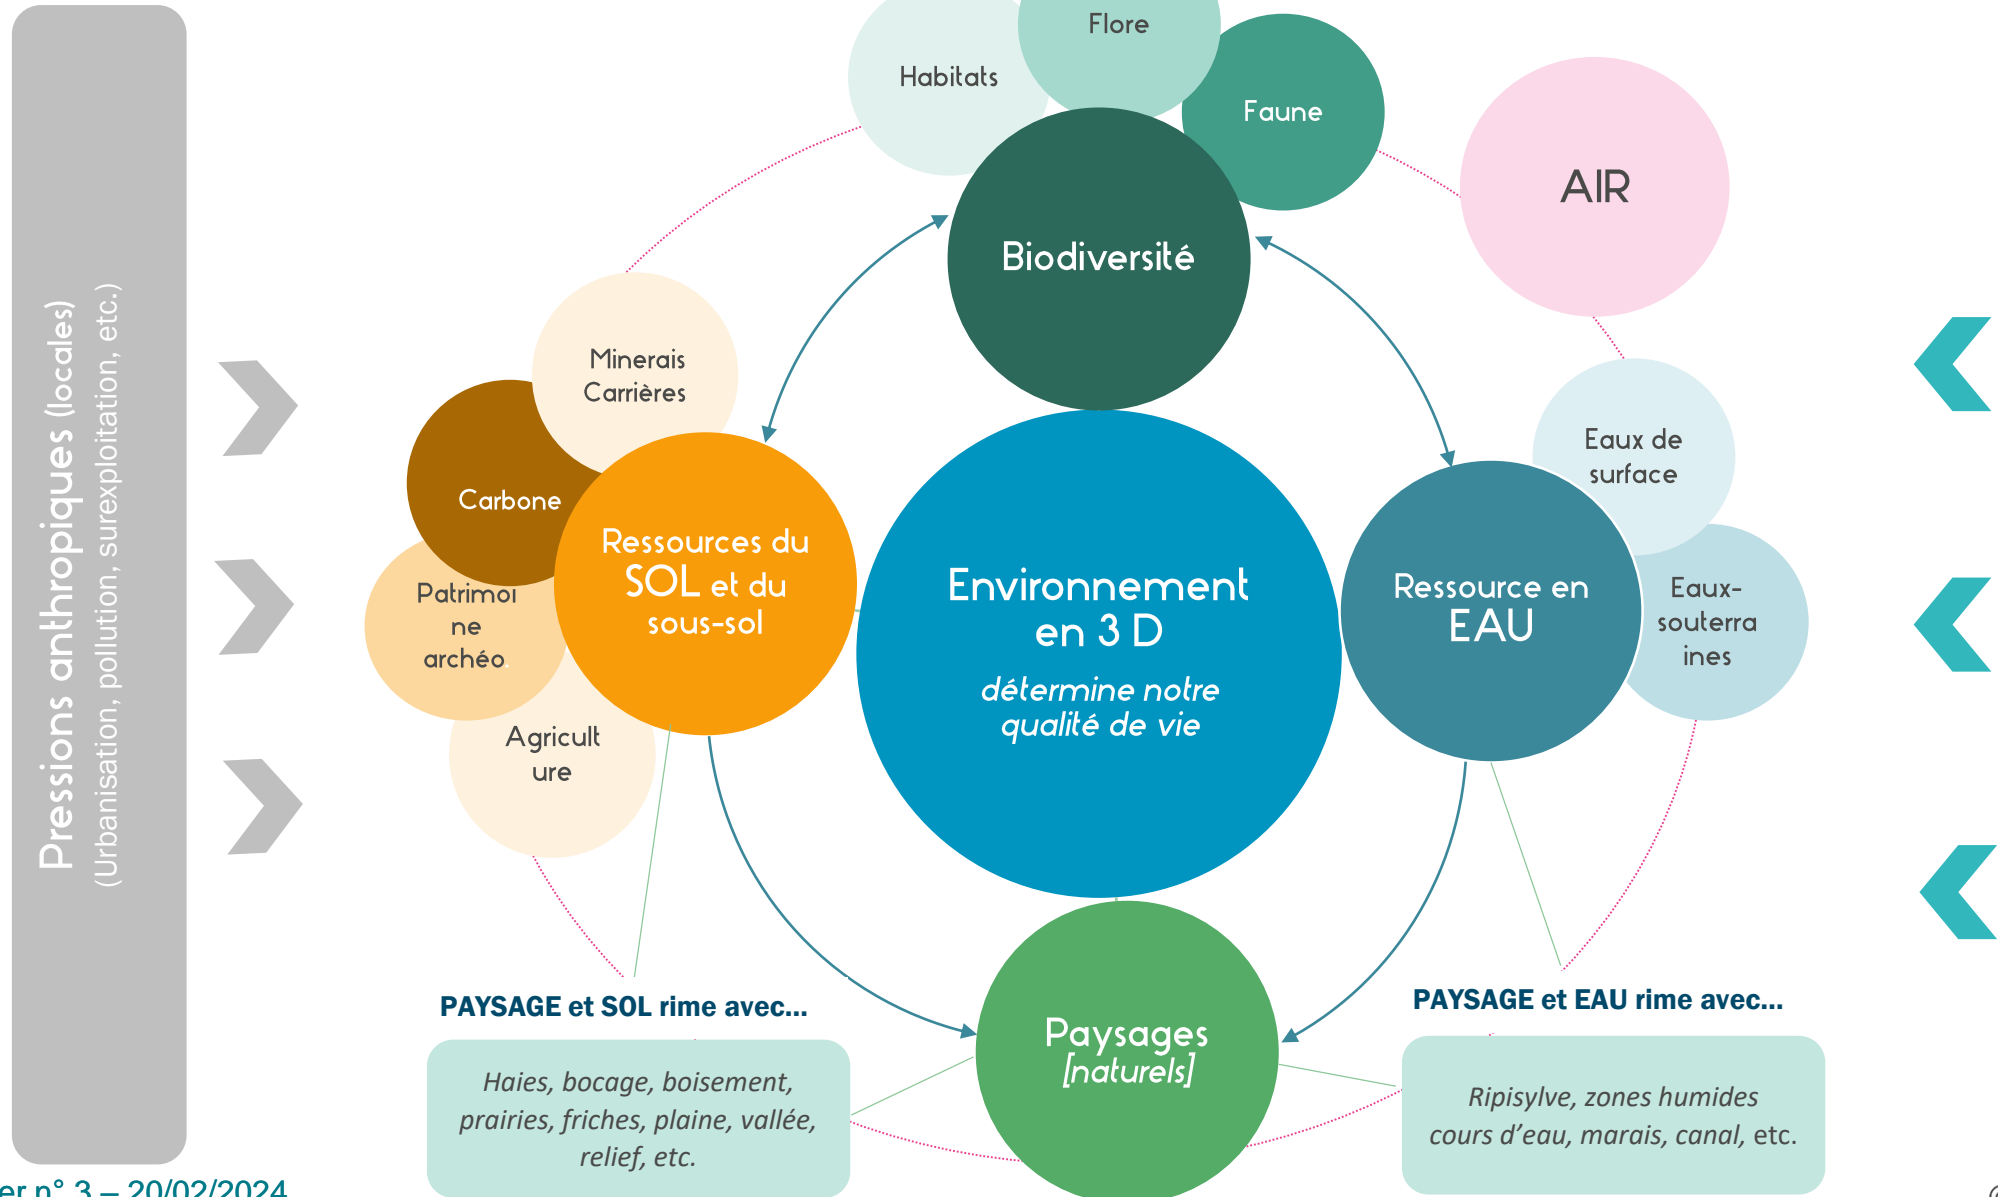 Pressions anthropiques (locales)
(Urbanisation, pollution, surexploitation, etc.)
Flore
Habitats
Faune
AIR
Biodiversité
Minerais
Carrières
Carbone
Patrimoi
ne
archéo.
Agricult
ure
Ressources du
SOL et du
sous-sol
Environnement
en 3 D
détermine notre
qualité de vie
Ressource en
EAU
Eaux de
surface
Eaux-
souterra
ines
Paysages
[naturels]
PAYSAGE et SOL rime avec...
Haies, bocage, boisement,
prairies, friches, plaine, vallée,
relief, etc.
PAYSAGE et EAU rime avec...
Ripisylve, zones humides
cours d’eau, marais, canal, etc.
n° 3 – 20/02/2024